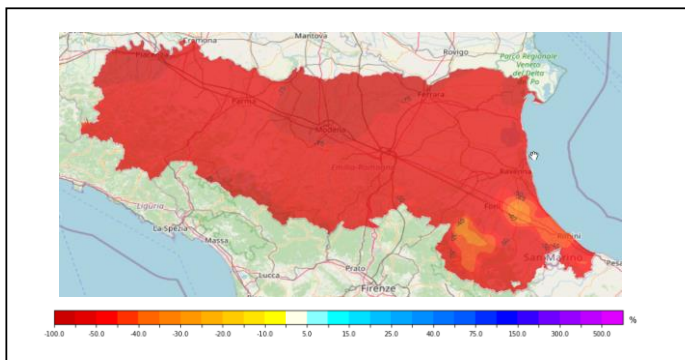 Cremona
Mantova
Rovigo
Parco Regionale
Veneto
del Delta
Po
Parma
Ferrara
Modena
Ravenna
Liguria
La Spezia
Massa
Forlì
Rimini
San Marino
Lucca
Prato
Firenze
%
-100.0 -50.0 -40.0 -30.0 -20.0 -10.0 5.0 15.0 25.0 40.0 75.0 150.0 300.0 500.0